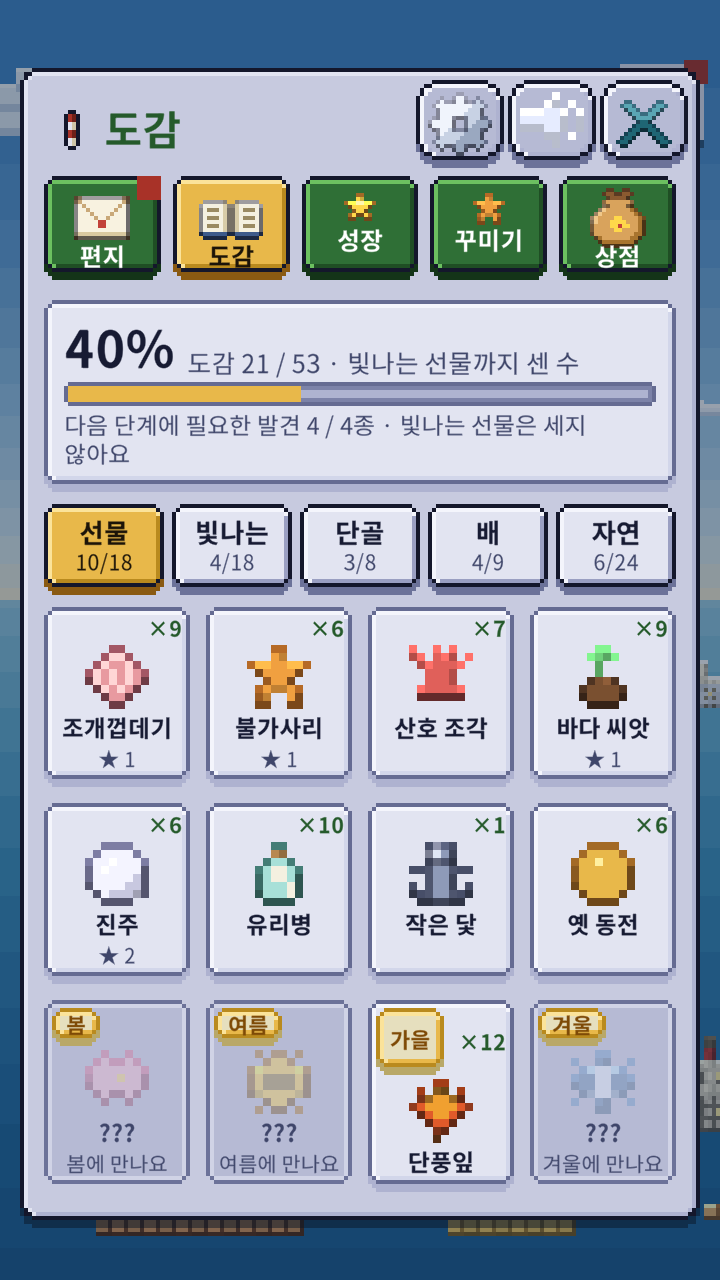 도감
편지
도감
성장
꾸미기
상점
40% 도감 21 / 53 · 빛나는 선물까지 센 수
다음 단계에 필요한 발견 4 / 4종 · 빛나는 선물은 세지
않아요
선물
10/18
빛나는
4/18
단골
3/8
배
4/9
자연
6/24
×9
조개껍데기
★ 1
×6
불가사리
★ 1
×7
산호 조각
×9
바다 씨앗
★ 1
×6
진주
★ 2
×10
유리병
×1
작은 닻
×6
옛 동전
봄
???
봄에 만나요
여름
???
여름에 만나요
가을
×12
단풍잎
겨울
???
겨울에 만나요